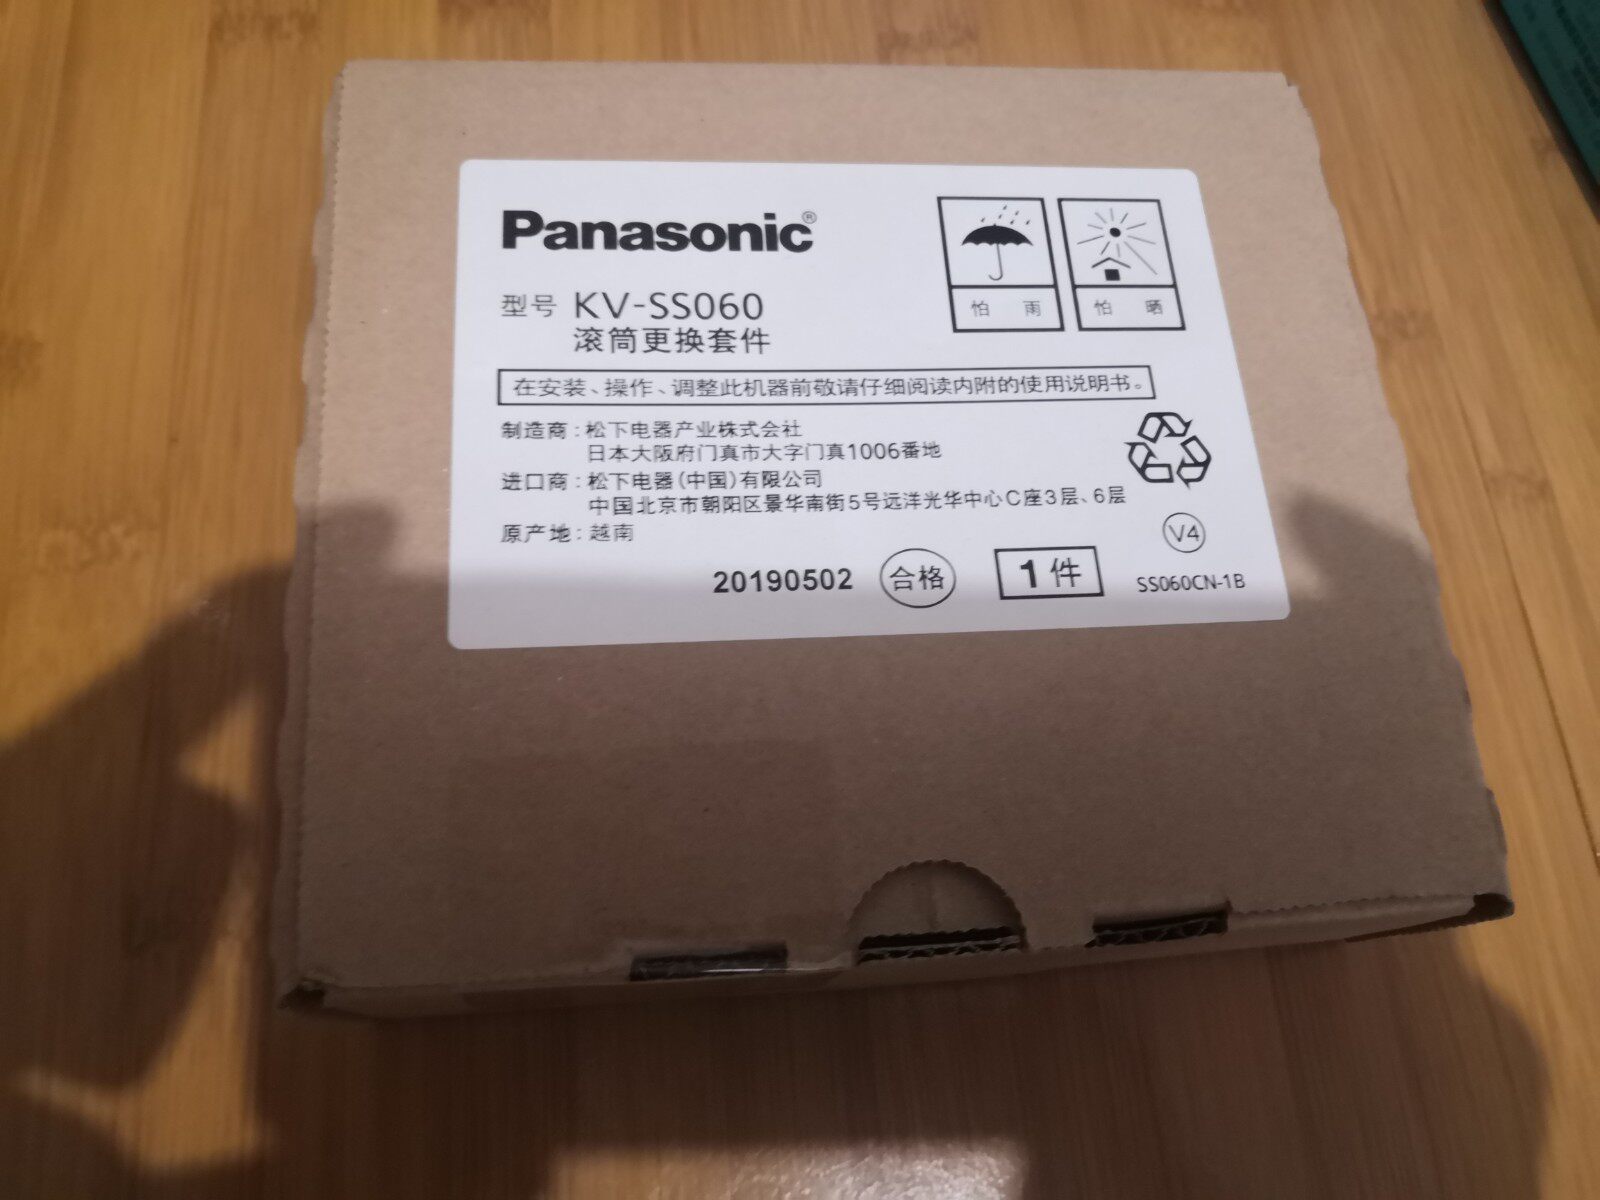 Panasonic®
型号 KV-SS060
滚筒更换套件
怕 雨
怕 晒
在安装、操作、调整此机器前敬请仔细阅读内附的使用说明书。
制造商：松下电器产业株式会社
日本大阪府门真市大字门真1006番地
进口商：松下电器(中国)有限公司
中国北京市朝阳区景华南街5号远洋光华中心C座3层、6层
原产地：越南
V4
20190502 合格 1件 SS060CN-1B